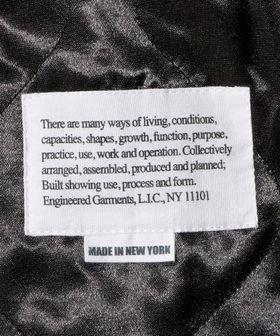 There are many ways of living, conditions,
capacities, shapes, growth, function, purpose,
practice, use, work and operation. Collectively
arranged, assembled, produced and planned;
Built showing use, process and form.
Engineered Garments, L.I.C., NY 11101
MADE IN NEW YORK